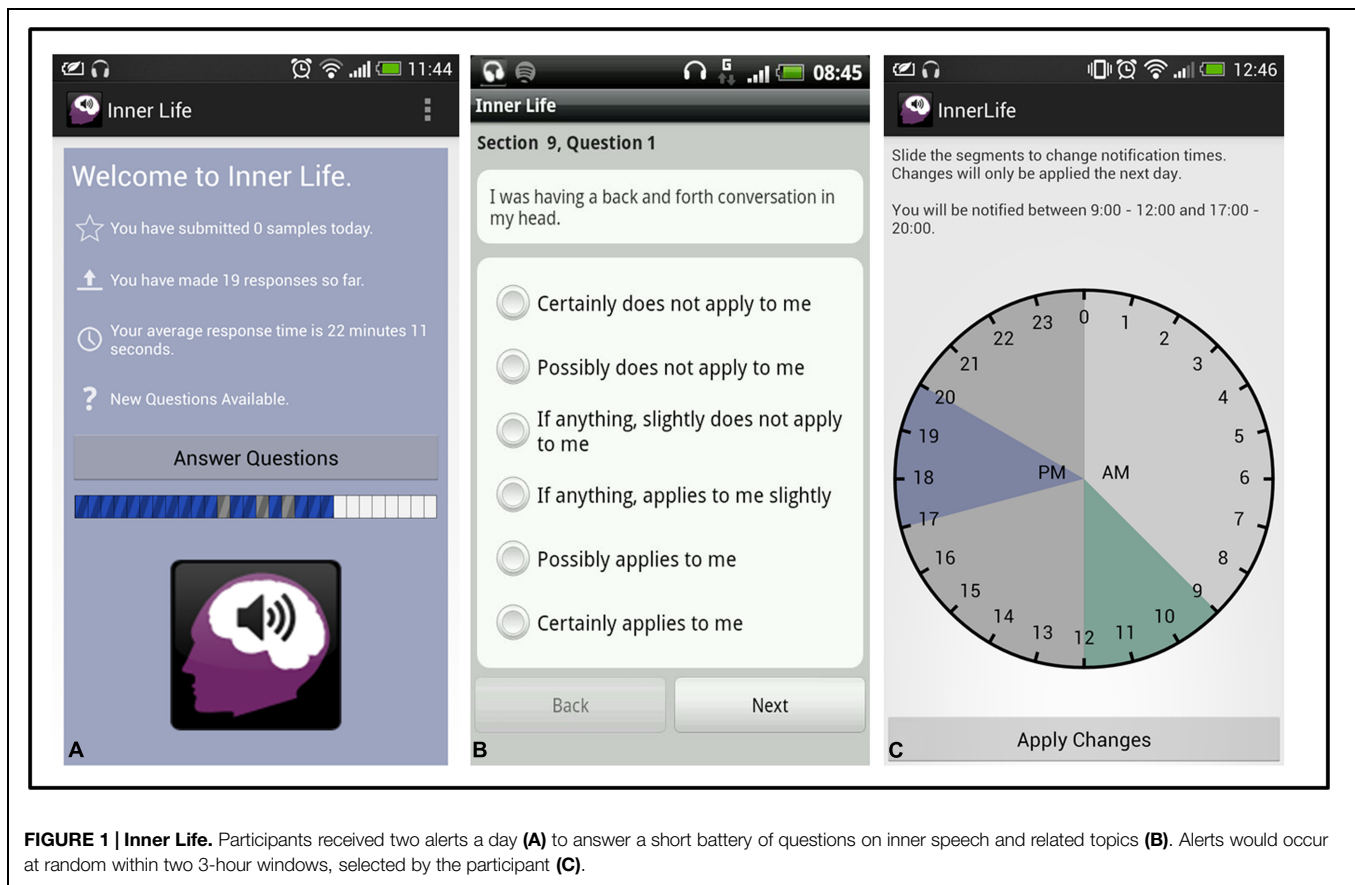 11:44
Inner Life
Welcome to Inner Life.
You have submitted 0 samples today.
You have made 19 responses so far.
Your average response time is 22 minutes 11
seconds.
? New Questions Available.
Answer Questions
A
G
08:45
Inner Life
Section 9, Question 1
I was having a back and forth conversation in
my head.
Certainly does not apply to me
Possibly does not apply to me
If anything, slightly does not apply
to me
If anything, applies to me slightly
Possibly applies to me
Certainly applies to me
Back
Next
B
12:46
InnerLife
Slide the segments to change notification times.
Changes will only be applied the next day.
You will be notified between 9:00 - 12:00 and 17:00 -
20:00.
0
1
2
3
4
5
6
7
8
9
10
11
12
13
14
15
16
17
18
19
20
21
22
23
PM
AM
Apply Changes
C
FIGURE 1 | Inner Life. Participants received two alerts a day (A) to answer a short battery of questions on inner speech and related topics (B). Alerts would occur
at random within two 3-hour windows, selected by the participant (C).